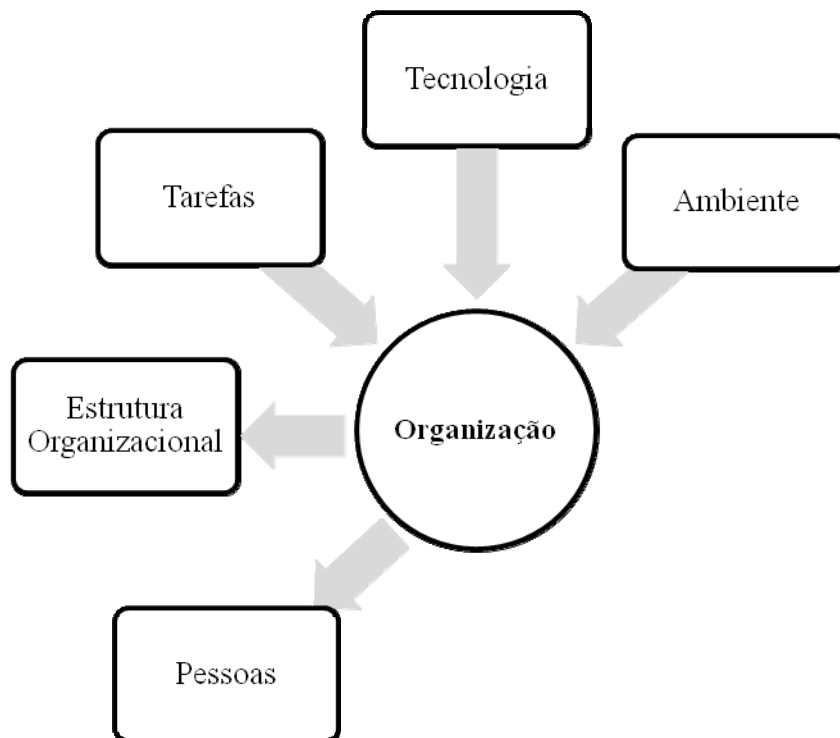 Tecnologia
Tarefas
Ambiente
Estrutura
Organizacional
Organização
Pessoas